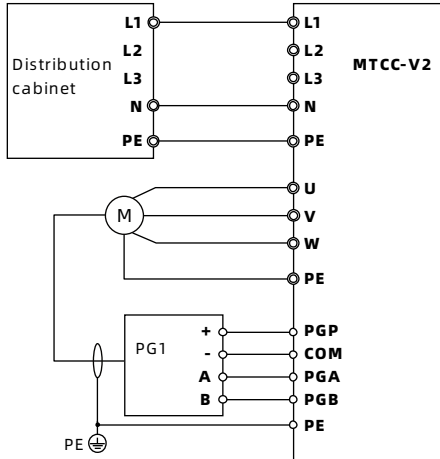 L1 L1
L2 L2
Distribution
cabinet
L3 L3
MTCC-V2
N N
PE PE
U
M V
W
PE
PG1
+ PGP
- COM
A PGA
B PGB
PE
PE